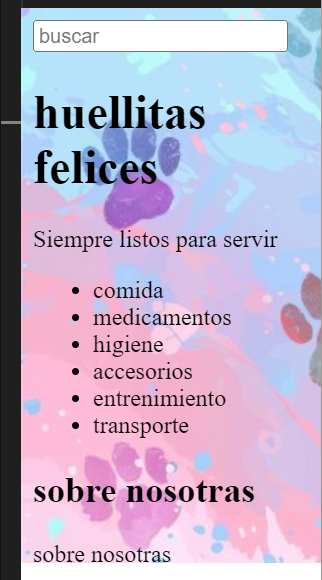 buscar
huellitas
felices
Siempre listos para servir
comida
medicamentos
higiene
accesorios
entrenimiento
transporte
sobre nosotras
sobre nosotras